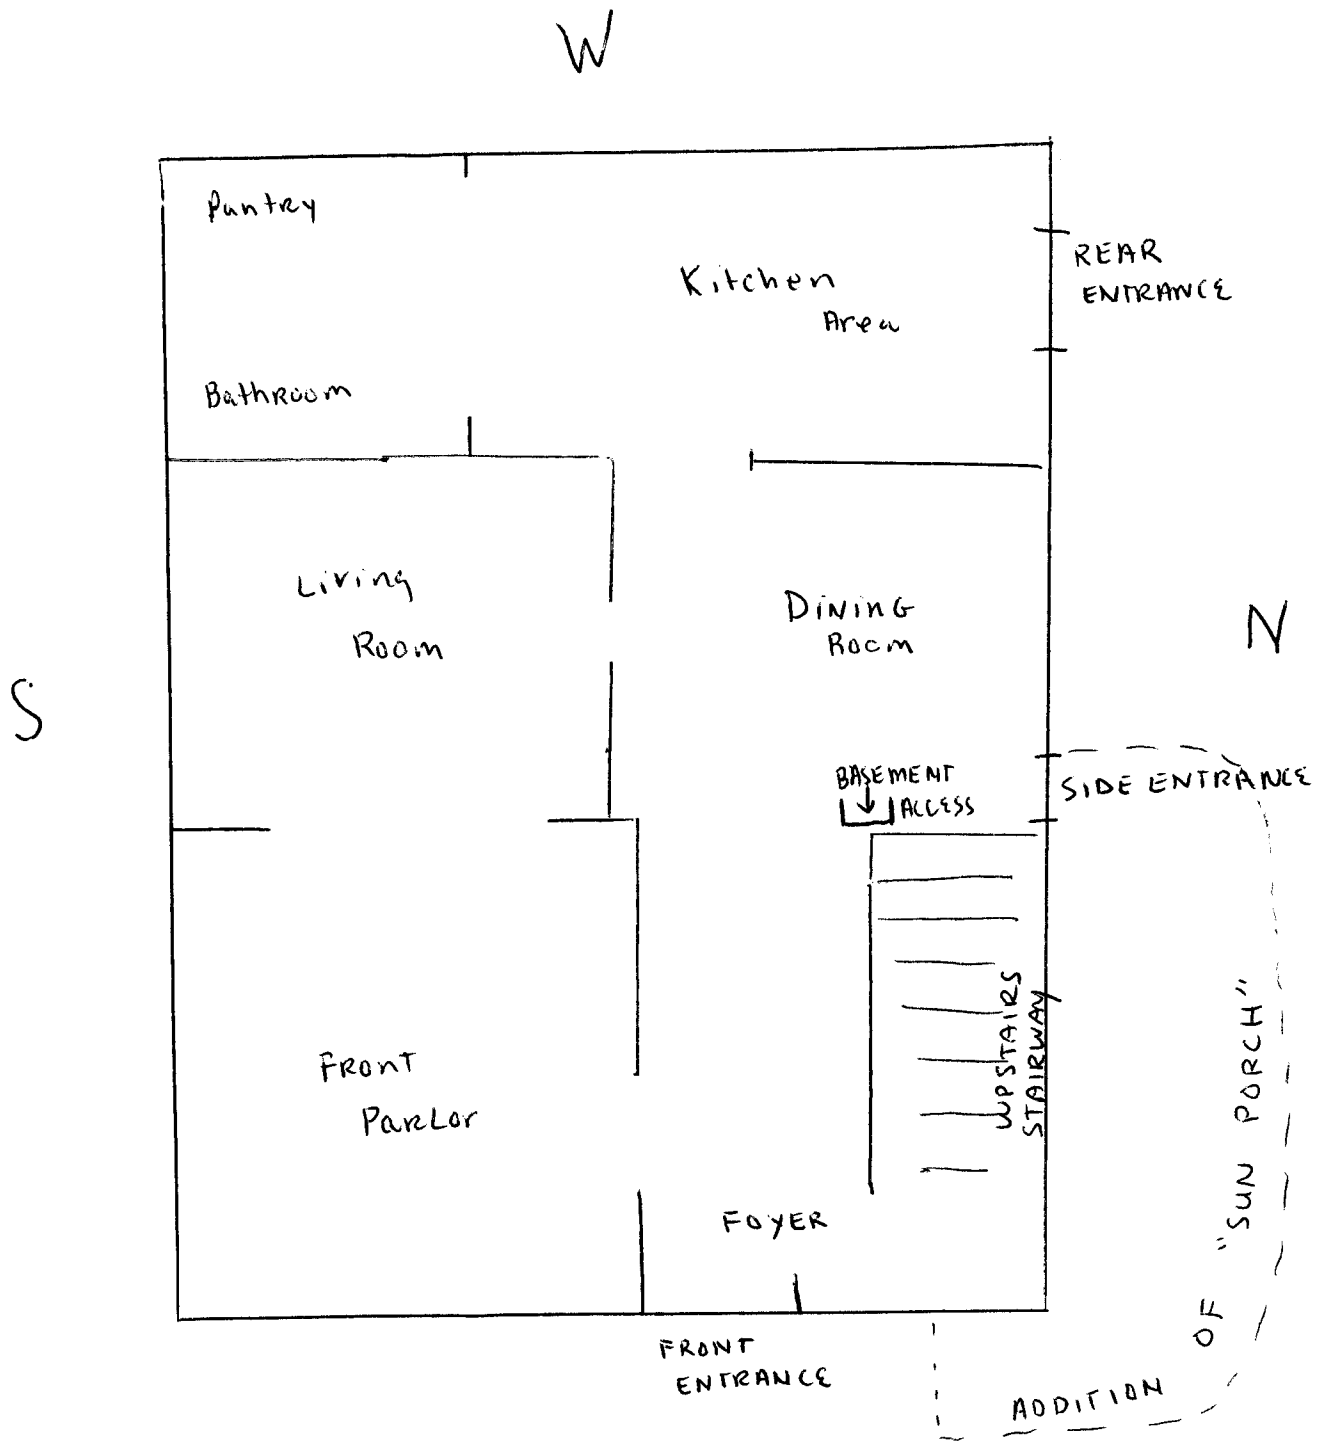 W
Pantry
REAR
ENTRANCE
Kitchen
Area
Bathroom
Living
Room
DINING
Room
N
S
BASEMENT
ACCESS
SIDE ENTRANCE
UPSTAIRS
STAIRWAY
FRONT
PARLor
FOYER
FRONT
ENTRANCE
ADDITION OF "SUN PORCH"